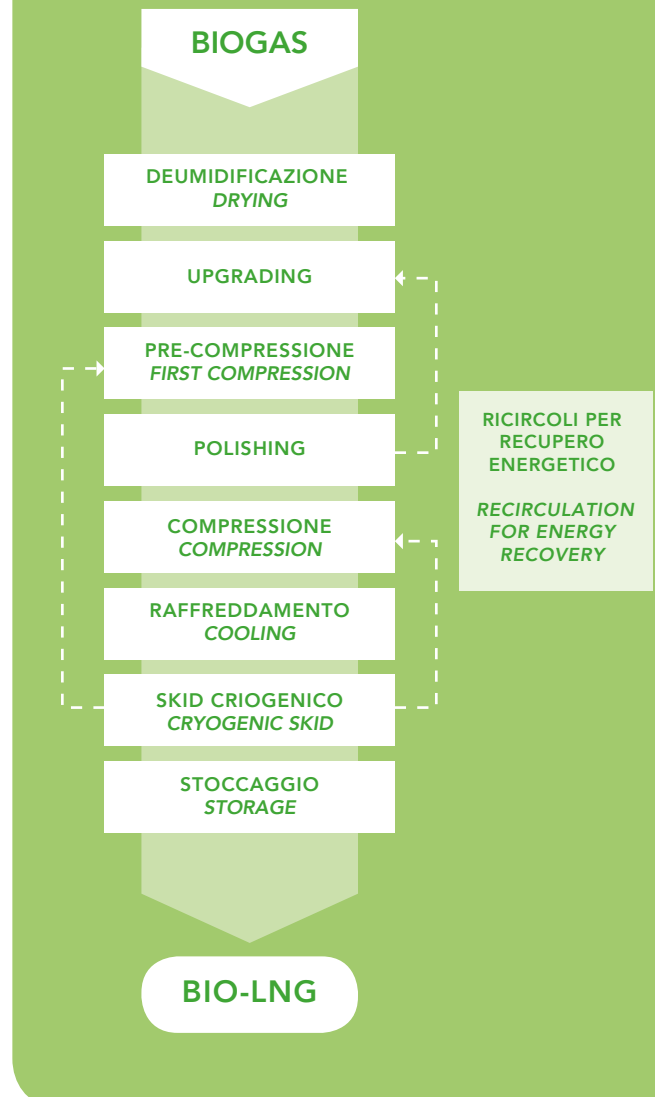 BIOGAS
DEUMIDIFICAZIONE
DRYING
UPGRADING
PRE-COMPRESSIONE
FIRST COMPRESSION
POLISHING
COMPRESSIONE
COMPRESSION
RAFFREDDAMENTO
COOLING
SKID CRIOGENICO
CRYOGENIC SKID
STOCCAGGIO
STORAGE
BIO-LNG
RICIRCOLI PER
RECUPERO
ENERGETICO
RECIRCULATION
FOR ENERGY
RECOVERY